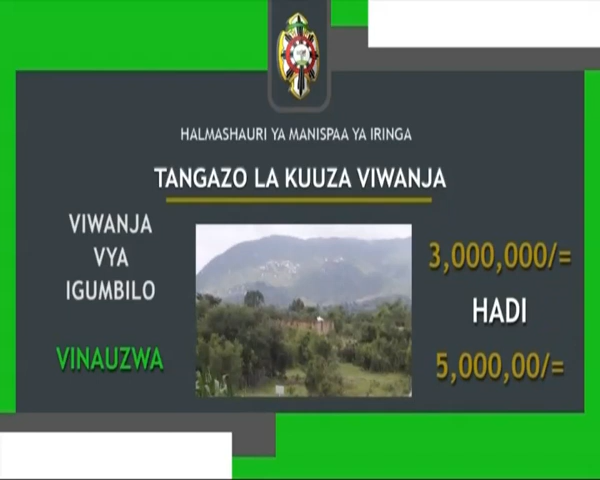 HALMASHAURI YA MANISPAA YA IRINGA
TANGAZO LA KUUZA VIWANJA
VIWANJA
VYA
IGUMBILO
VINAUZWA
3,000,000/=
HADI
5,000,00/=